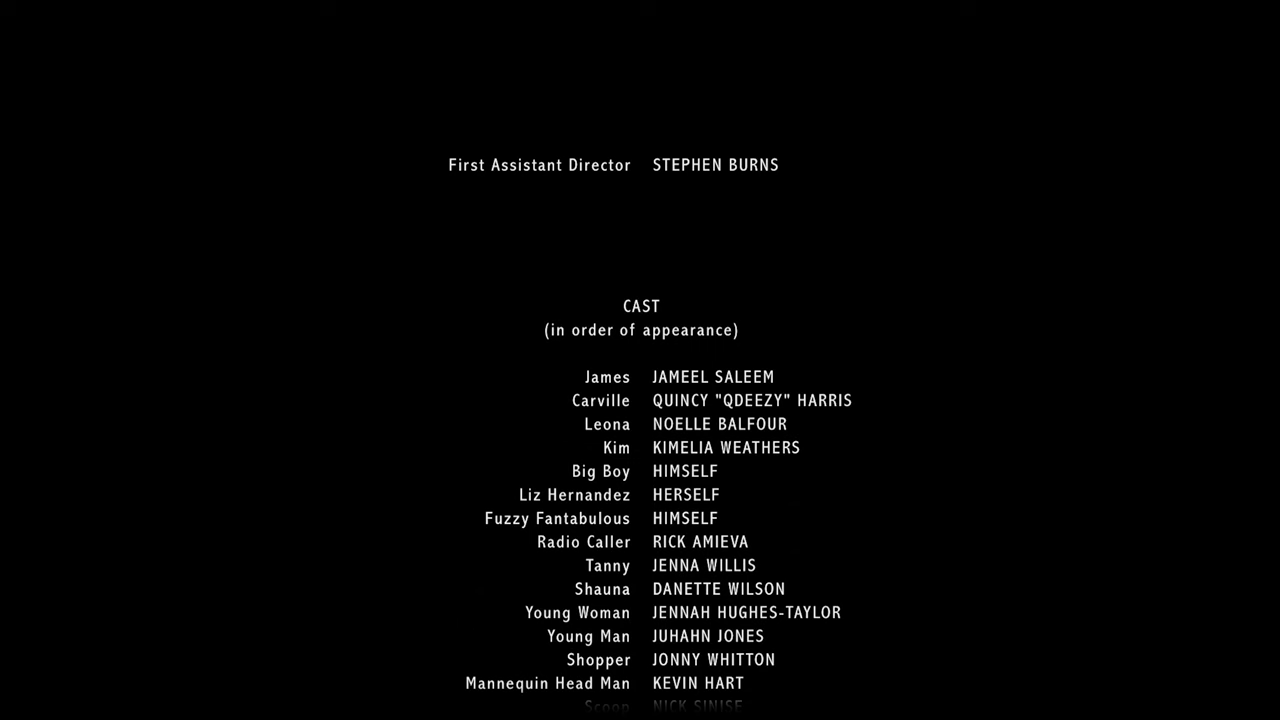 First Assistant Director STEPHEN BURNS
CAST
(in order of appearance)
James JAMEEL SALEEM
Carville QUINCY "QDEEZY" HARRIS
Leona NOELLE BALFOUR
Kim KIMELIA WEATHERS
Big Boy HIMSELF
Liz Hernandez HERSELF
Fuzzy Fantabulous HIMSELF
Radio Caller RICK AMIEVA
Tanny JENNA WILLIS
Shauna DANETTE WILSON
Young Woman JENNAH HUGHES-TAYLOR
Young Man JUHAHN JONES
Shopper JONNY WHITTON
Mannequin Head Man KEVIN HART
Scoop NICK SINISE